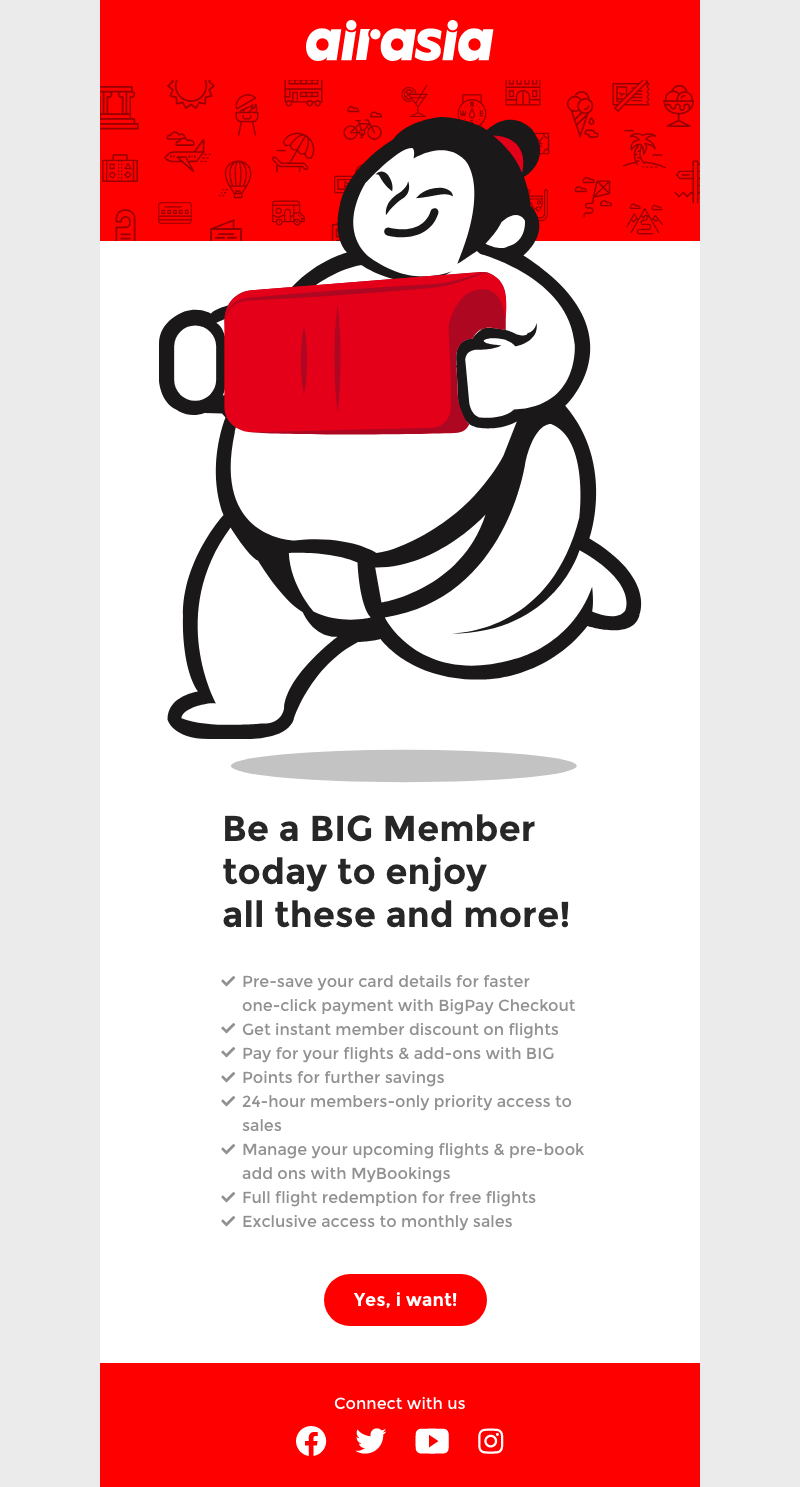 airasia
Be a BIG Member
today to enjoy
all these and more!
Pre-save your card details for faster
one-click payment with BigPay Checkout
Get instant member discount on flights
Pay for your flights & add-ons with BIG
Points for further savings
24-hour members-only priority access to
sales
Manage your upcoming flights & pre-book
add ons with MyBookings
Full flight redemption for free flights
Exclusive access to monthly sales
Yes, i want!
Connect with us